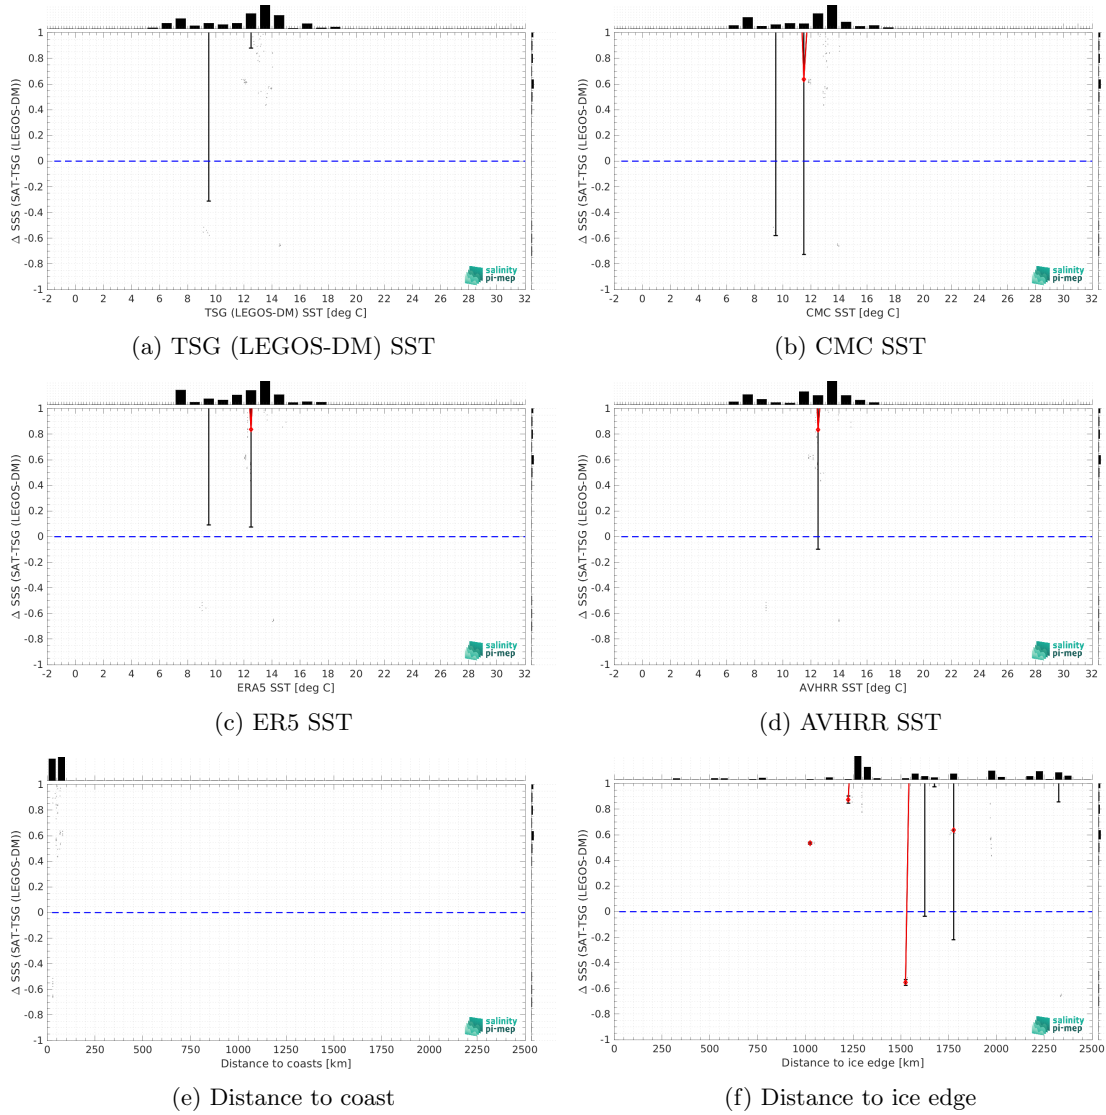 1
0.8
0.6
0.4
0.2
0
-0.2
-0.4
-0.6
-0.8
-1
Δ SSS (SAT-TSG (LEGOS-DM))
salinity
pi-mep
-2 0 2 4 6 8 10 12 14 16 18 20 22 24 26 28 30 32
TSG (LEGOS-DM) SST [deg C]
(a) TSG (LEGOS-DM) SST
1
0.8
0.6
0.4
0.2
0
-0.2
-0.4
-0.6
-0.8
-1
Δ SSS (SAT-TSG (LEGOS-DM))
salinity
pi-mep
-2 0 2 4 6 8 10 12 14 16 18 20 22 24 26 28 30 32
CMC SST [deg C]
(b) CMC SST
1
0.8
0.6
0.4
0.2
0
-0.2
-0.4
-0.6
-0.8
-1
Δ SSS (SAT-TSG (LEGOS-DM))
salinity
pi-mep
-2 0 2 4 6 8 10 12 14 16 18 20 22 24 26 28 30 32
ERA5 SST [deg C]
(c) ER5 SST
1
0.8
0.6
0.4
0.2
0
-0.2
-0.4
-0.6
-0.8
-1
Δ SSS (SAT-TSG (LEGOS-DM))
salinity
pi-mep
-2 0 2 4 6 8 10 12 14 16 18 20 22 24 26 28 30 32
AVHRR SST [deg C]
(d) AVHRR SST
1
0.8
0.6
0.4
0.2
0
-0.2
-0.4
-0.6
-0.8
-1
Δ SSS (SAT-TSG (LEGOS-DM))
salinity
pi-mep
0 250 500 750 1000 1250 1500 1750 2000 2250 2500
Distance to coasts [km]
(e) Distance to coast
1
0.8
0.6
0.4
0.2
0
-0.2
-0.4
-0.6
-0.8
-1
Δ SSS (SAT-TSG (LEGOS-DM))
salinity
pi-mep
0 250 500 750 1000 1250 1500 1750 2000 2250 2500
Distance to ice edge [km]
(f) Distance to ice edge